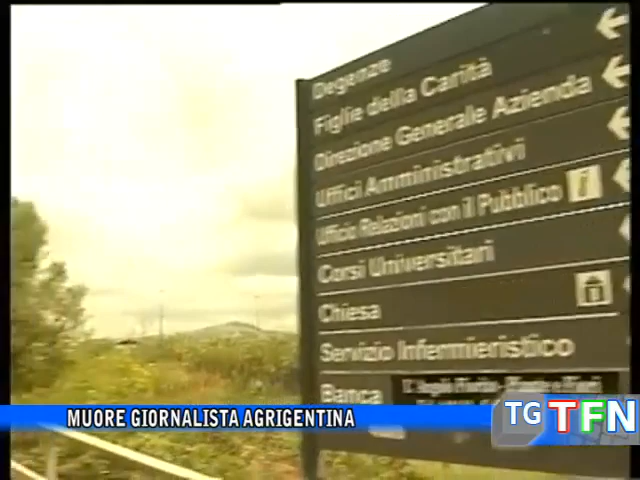 Degenze
Figlie della Carità
Direzione Generale Azienda
Uffici Amministrativi
Ufficio Relazioni con il Pubblico i
Corsi Universitari
Chiesa
Servizio Infermieristico
Banca
MUORE GIORNALISTA AGRIGENTINA
TG TFN